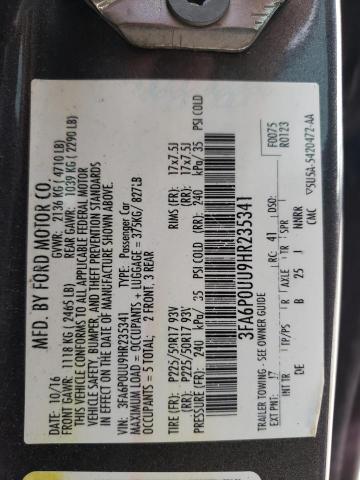 MFD. BY FORD MOTOR CO.
DATE: 10/16 GVWR: 2136 KG / 4710 LB)
FRONT GAWR: 1118 KG (2465 LB) REAR GAWR: 1039 KG (2290 LB)
THIS VEHICLE CONFORMS TO ALL APPLICABLE FEDERAL MOTOR
VEHICLE SAFETY, BUMPER, AND THEFT PREVENTION STANDARDS
IN EFFECT ON THE DATE OF MANUFACTURE SHOWN ABOVE.
VIN: 3FA6P0UU9HR235341 TYPE: Passenger Car
MAXIMUM LOAD = OCCUPANTS + LUGGAGE = 375KG/ 827LB
OCCUPANTS = 5 TOTAL; 2 FRONT, 3 REAR
TIRE (FR): P225/50R17 93V RIMS (FR): 17x7.5J
TIRE (RR): P225/50R17 93V (RR): 17x7.5J
PRESSURE (FR): 240 kPa/ 35 PSI COLD (RR): 240 kPa/ 35 PSI COLD
3FA6P0UU9HR235341
TRAILER TOWING - SEE OWNER GUIDE F0075
EXT PNT: J7 RC: 41 DSO: R0123
INT TR TP/PS R AXLE TR SPR
DE B 25 J NHRR
CMC 75U5A-5420472-AA